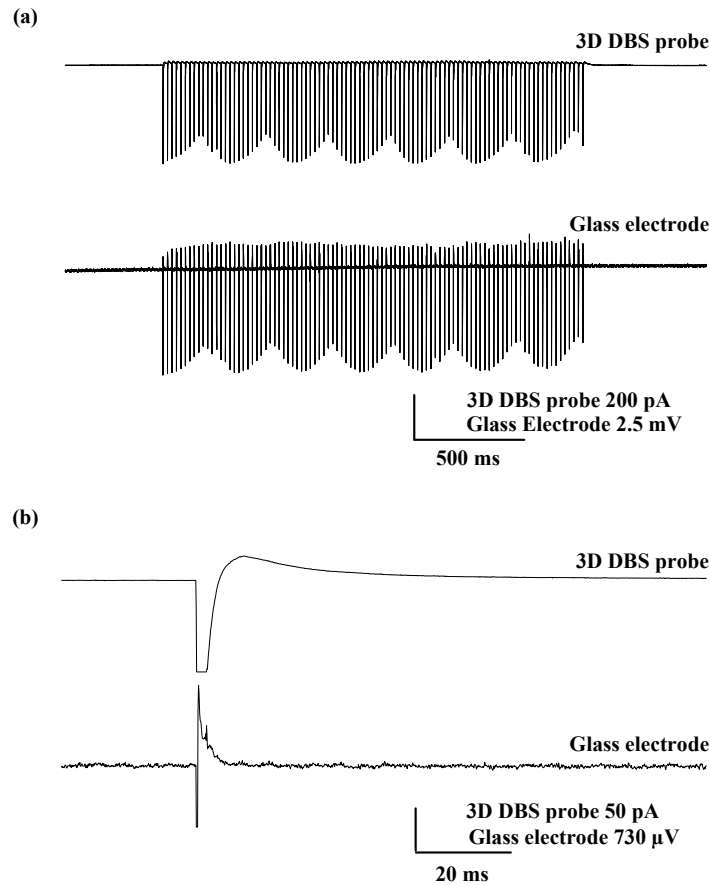 (a)
3D DBS probe
Glass electrode
3D DBS probe 200 pA
Glass Electrode 2.5 mV
500 ms
(b)
3D DBS probe
Glass electrode
3D DBS probe 50 pA
Glass electrode 730 µV
20 ms